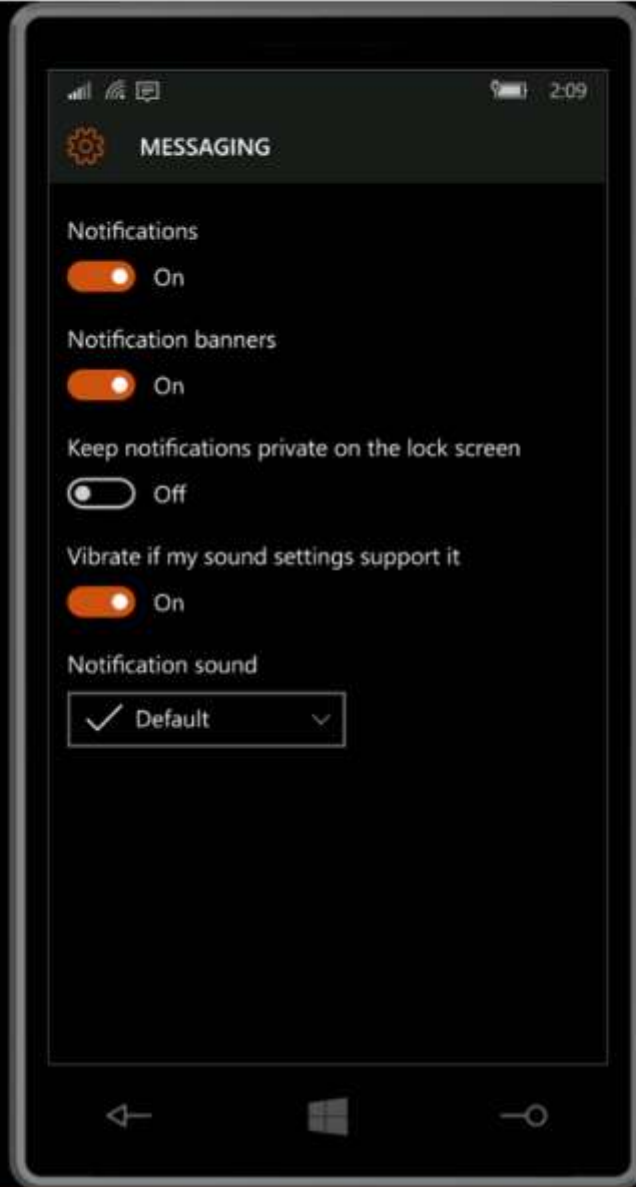 2:09
MESSAGING
Notifications
On
Notification banners
On
Keep notifications private on the lock screen
Off
Vibrate if my sound settings support it
On
Notification sound
Default